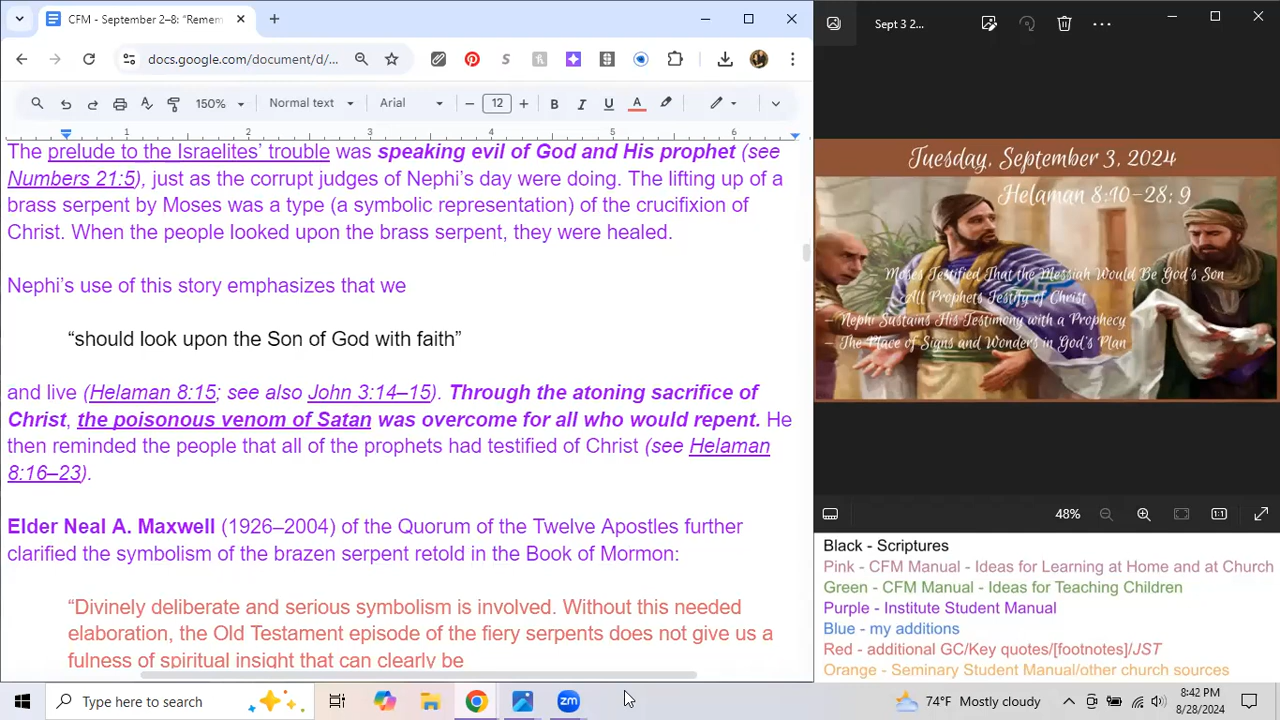 CFM - September 2–8: “Remem
docs.google.com/document/d/...
150%
Normal text
Arial
12
1 2 3 4 5 6
The prelude to the Israelites’ trouble was speaking evil of God and His prophet (see
Numbers 21:5), just as the corrupt judges of Nephi’s day were doing. The lifting up of a
brass serpent by Moses was a type (a symbolic representation) of the crucifixion of
Christ. When the people looked upon the brass serpent, they were healed.
Nephi’s use of this story emphasizes that we
“should look upon the Son of God with faith”
and live (Helaman 8:15; see also John 3:14–15). Through the atoning sacrifice of
Christ, the poisonous venom of Satan was overcome for all who would repent. He
then reminded the people that all of the prophets had testified of Christ (see Helaman
8:16–23).
Elder Neal A. Maxwell (1926–2004) of the Quorum of the Twelve Apostles further
clarified the symbolism of the brazen serpent retold in the Book of Mormon:
“Divinely deliberate and serious symbolism is involved. Without this needed
elaboration, the Old Testament episode of the fiery serpents does not give us a
fulness of spiritual insight that can clearly be
Sept 3 2...
Tuesday, September 3, 2024
Helaman 8:10–28; 9
– Moses Testified That the Messiah Would Be God’s Son
– All Prophets Testify of Christ
– Nephi Sustains His Testimony with a Prophecy
– The Place of Signs and Wonders in God’s Plan
48%
1:1
Black - Scriptures
Pink - CFM Manual - Ideas for Learning at Home and at Church
Green - CFM Manual - Ideas for Teaching Children
Purple - Institute Student Manual
Blue - my additions
Red - additional GC/Key quotes/[footnotes]/JST
Orange - Seminary Student Manual/other church sources
Type here to search
zm
74°F Mostly cloudy
8:42 PM
8/28/2024